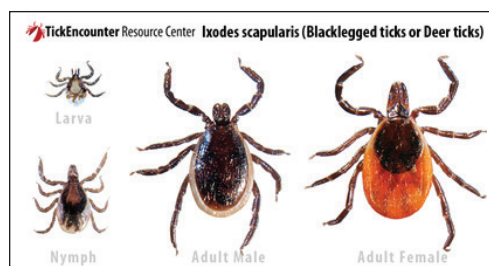 TickEncounter Resource Center Ixodes scapularis (Blacklegged ticks or Deer ticks)
Larva
Nymph
Adult Male
Adult Female